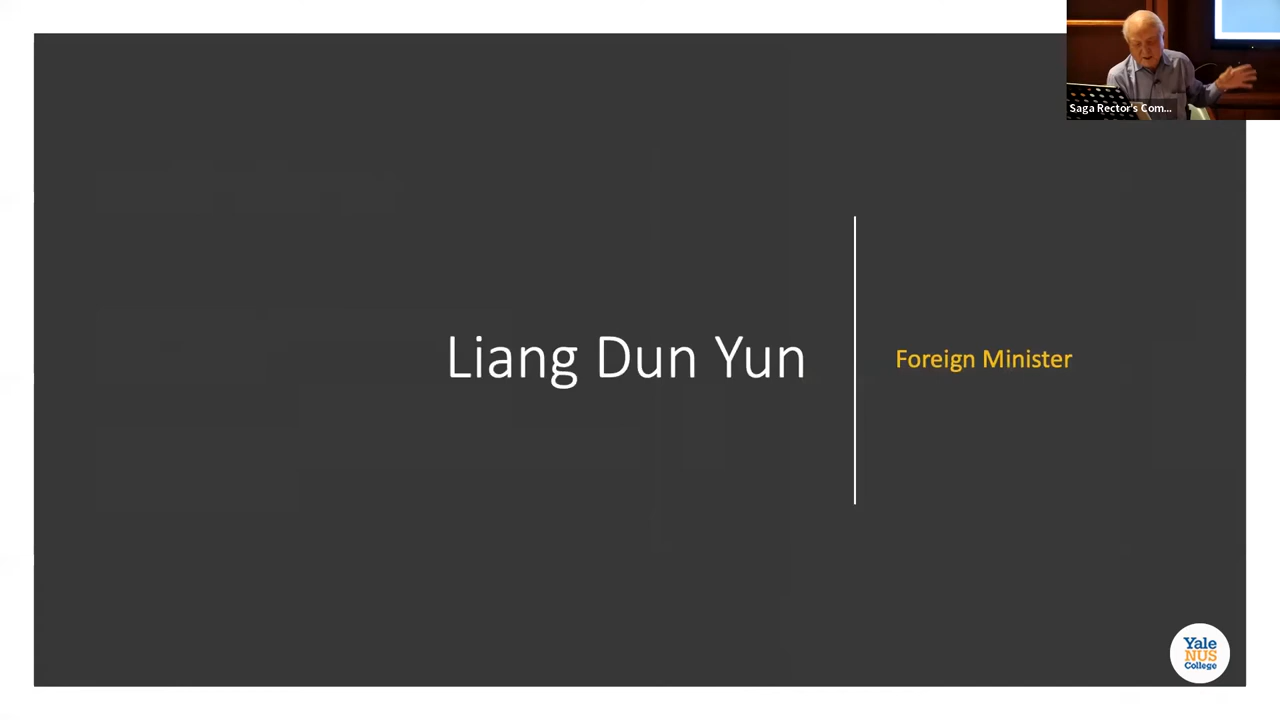 Saga Rector's Com...
Liang Dun Yun
Foreign Minister
Yale
NUS
College